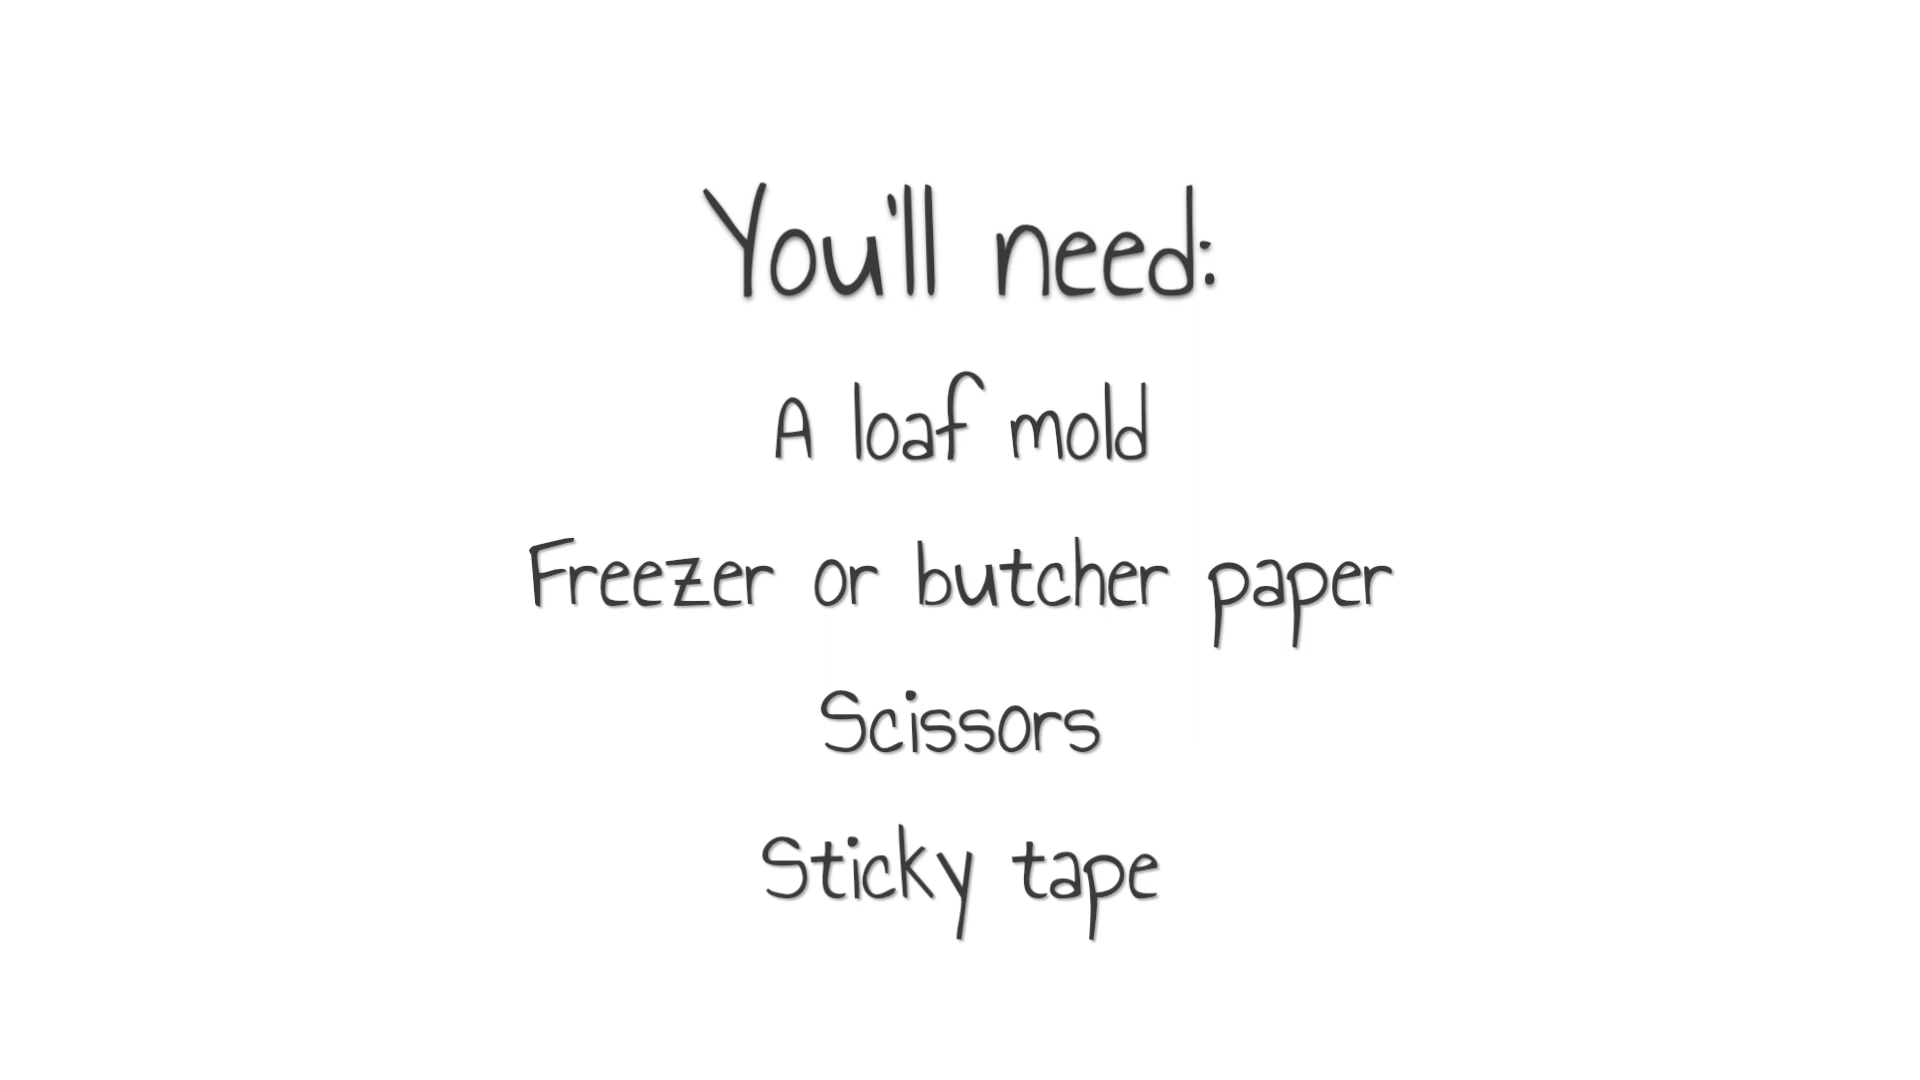 You'll need:
A loaf mold
Freezer or butcher paper
Scissors
Sticky tape